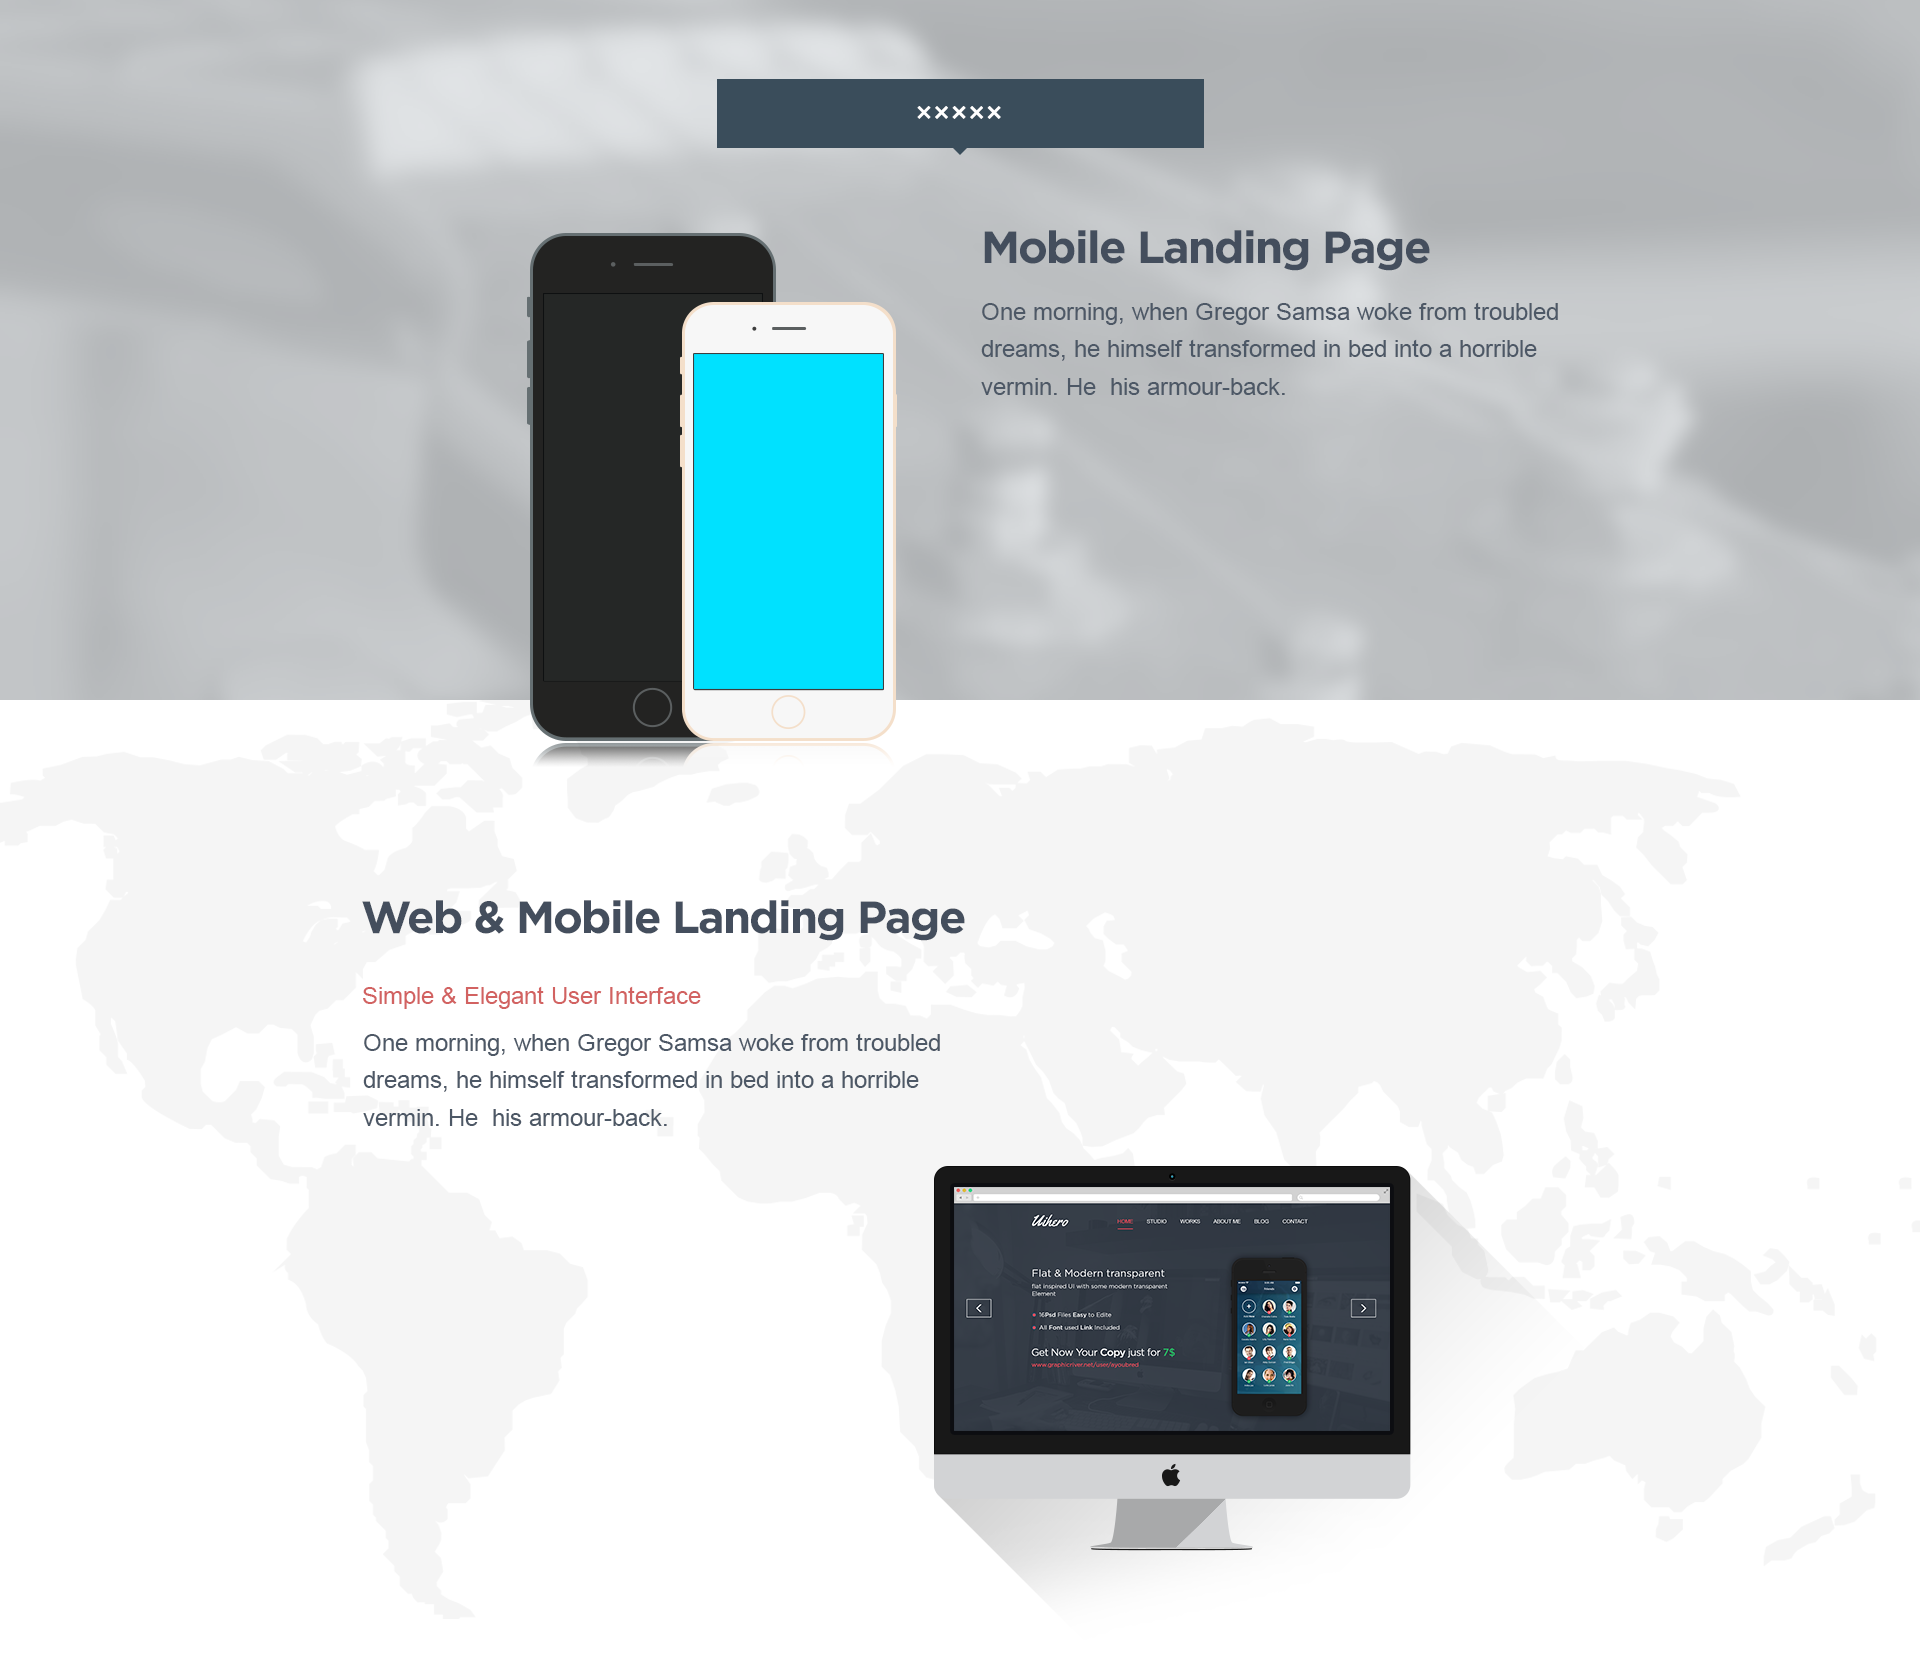 ×××××
Mobile Landing Page
One morning, when Gregor Samsa woke from troubled
dreams, he himself transformed in bed into a horrible
vermin. He  his armour-back.
Web & Mobile Landing Page
Simple & Elegant User Interface
One morning, when Gregor Samsa woke from troubled
dreams, he himself transformed in bed into a horrible
vermin. He  his armour-back.
Uihero
HOME STUDIO WORKS ABOUT ME BLOG CONTACT
Flat & Modern transparent
flat inspired UI with some modern transparent
Element
16Psd Files Easy to Edite
All Font used Link Included
Get Now Your Copy just for 7$
www.graphicriver.net/user/ayoubred
Friends